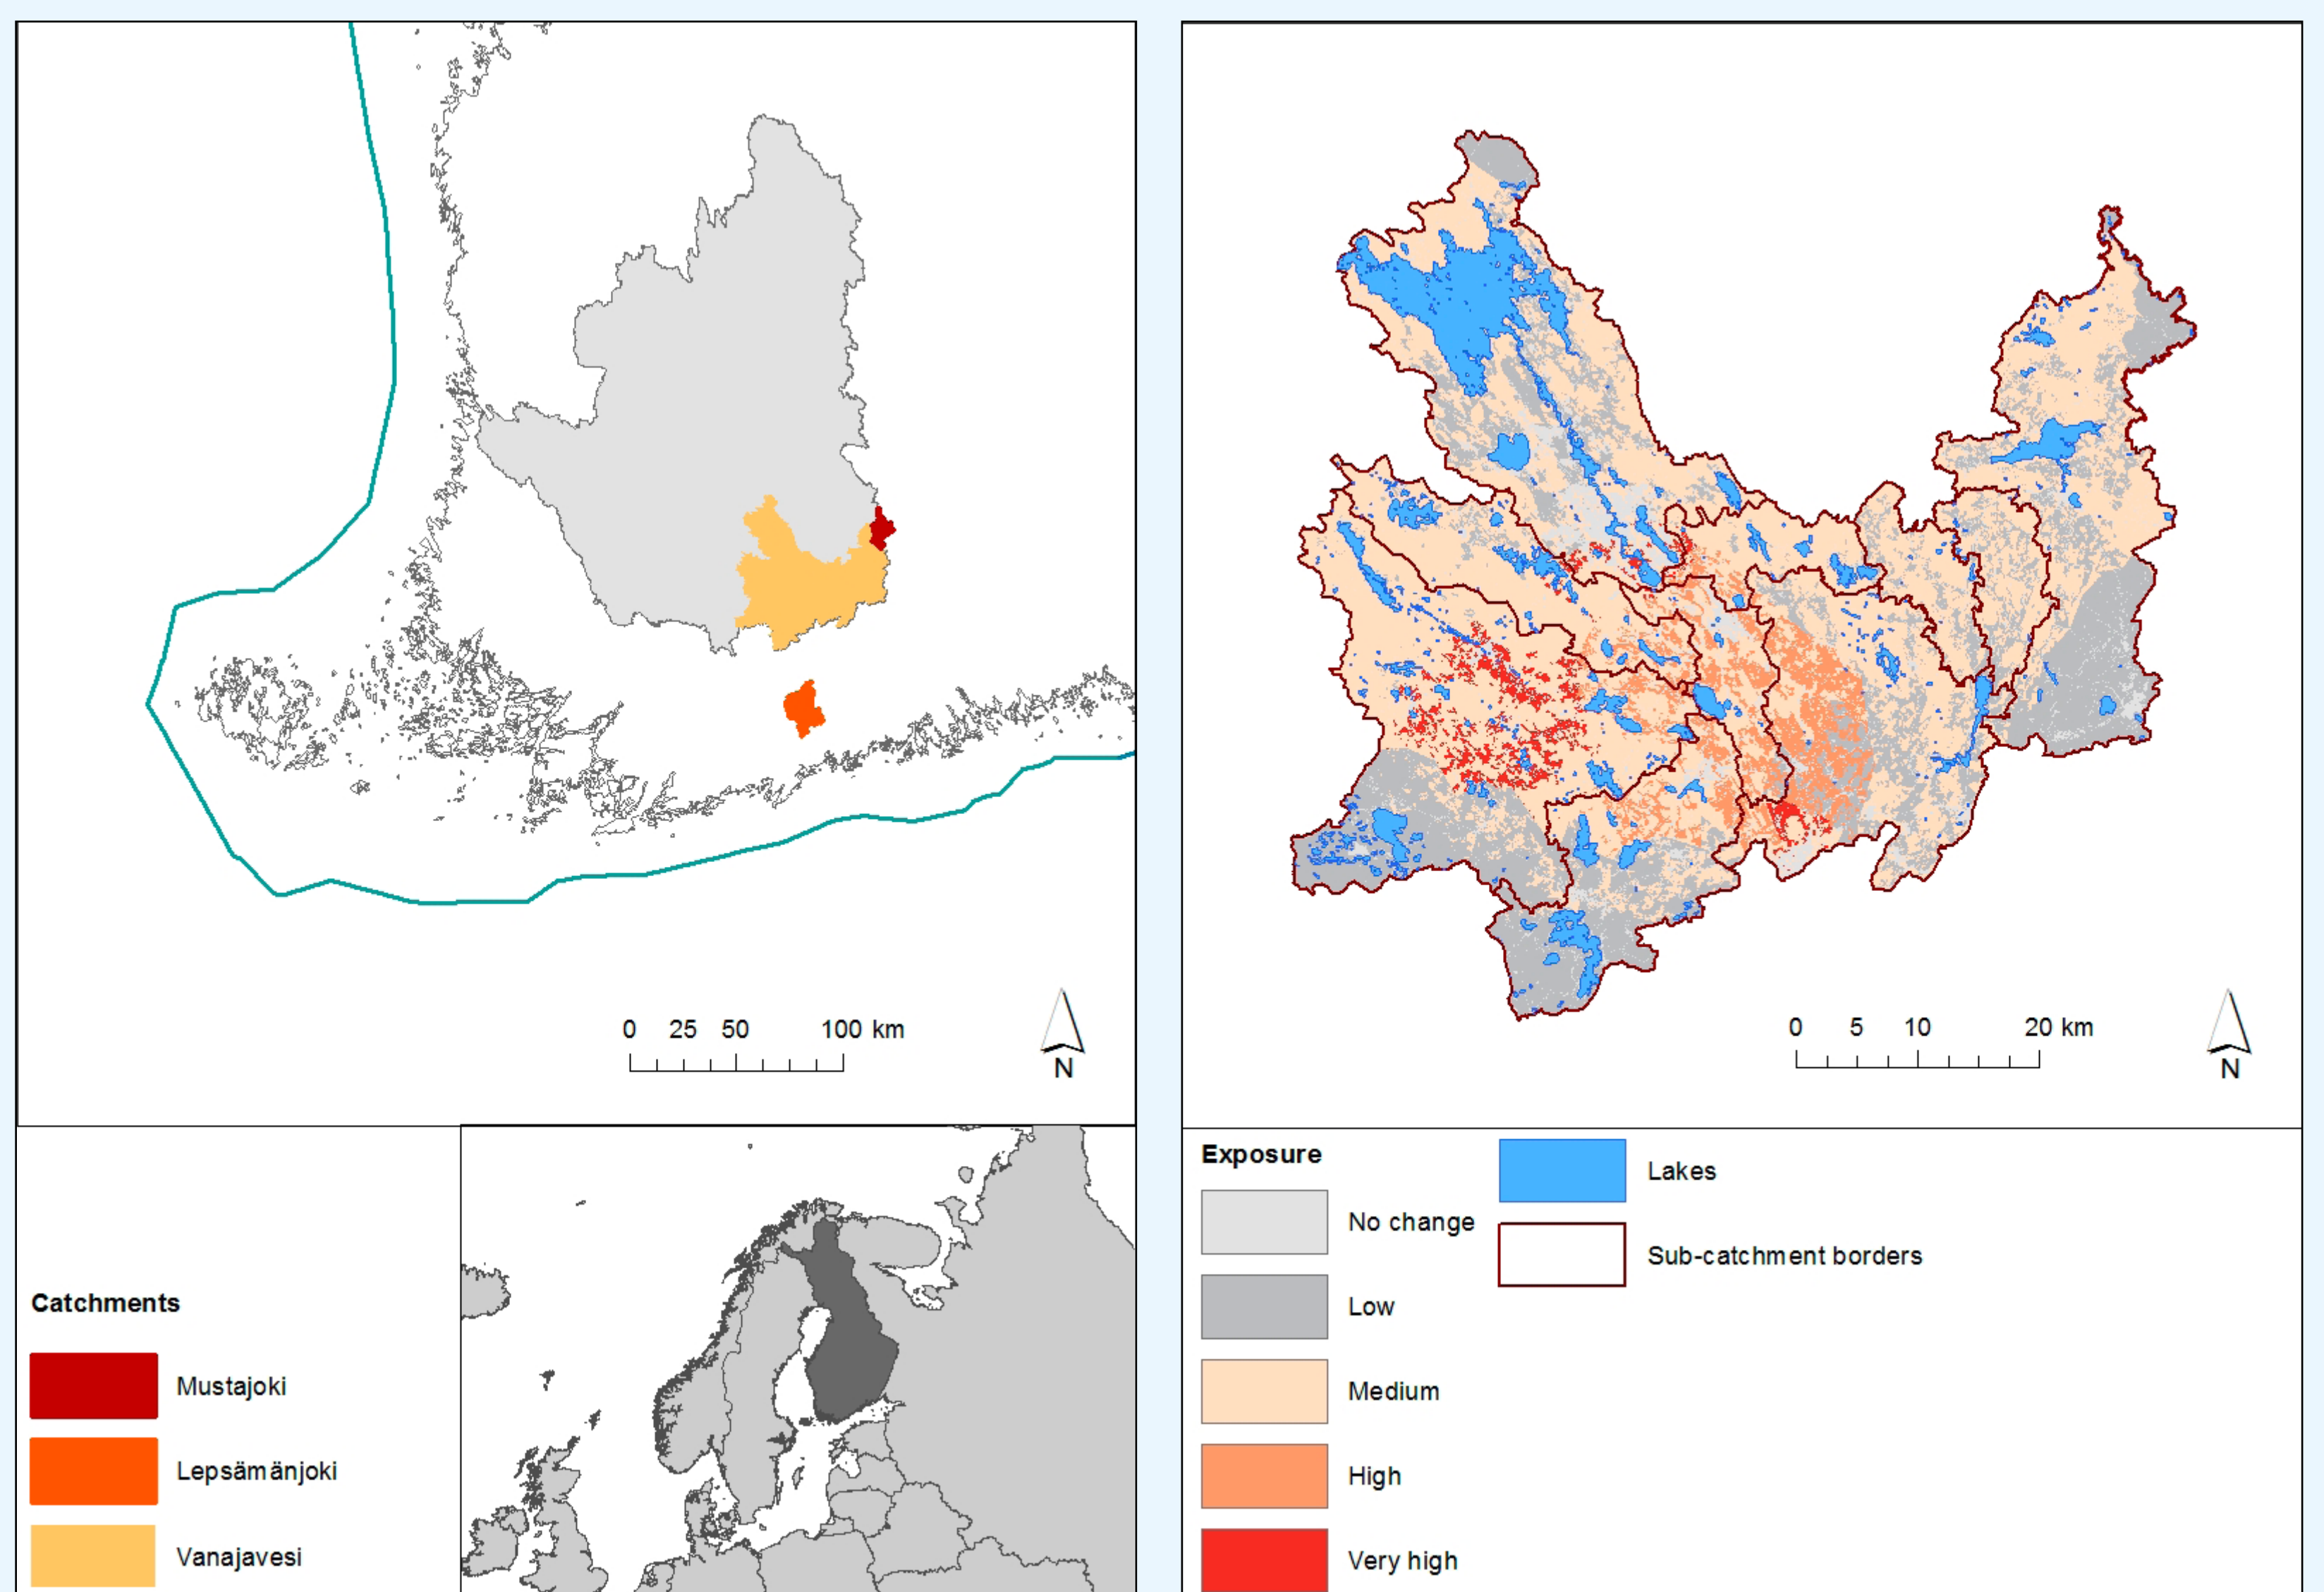 0 25 50 100 km
N
Catchments
Mustajoki
Lepsämänjoki
Vanajavesi
0 5 10 20 km
N
Exposure
No change
Low
Medium
High
Very high
Lakes
Sub-catchment borders